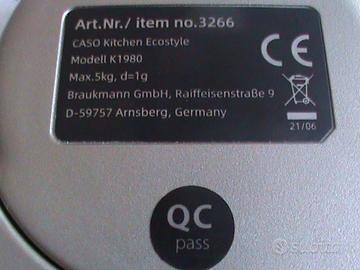 Art.Nr./ item no.3266
CASO Kitchen Ecostyle
Modell K1980
Max.5kg, d=1g
Braukmann GmbH, Raiffeisenstraße 9
D-59757 Arnsberg, Germany
CE
21/06
QC
pass
subito